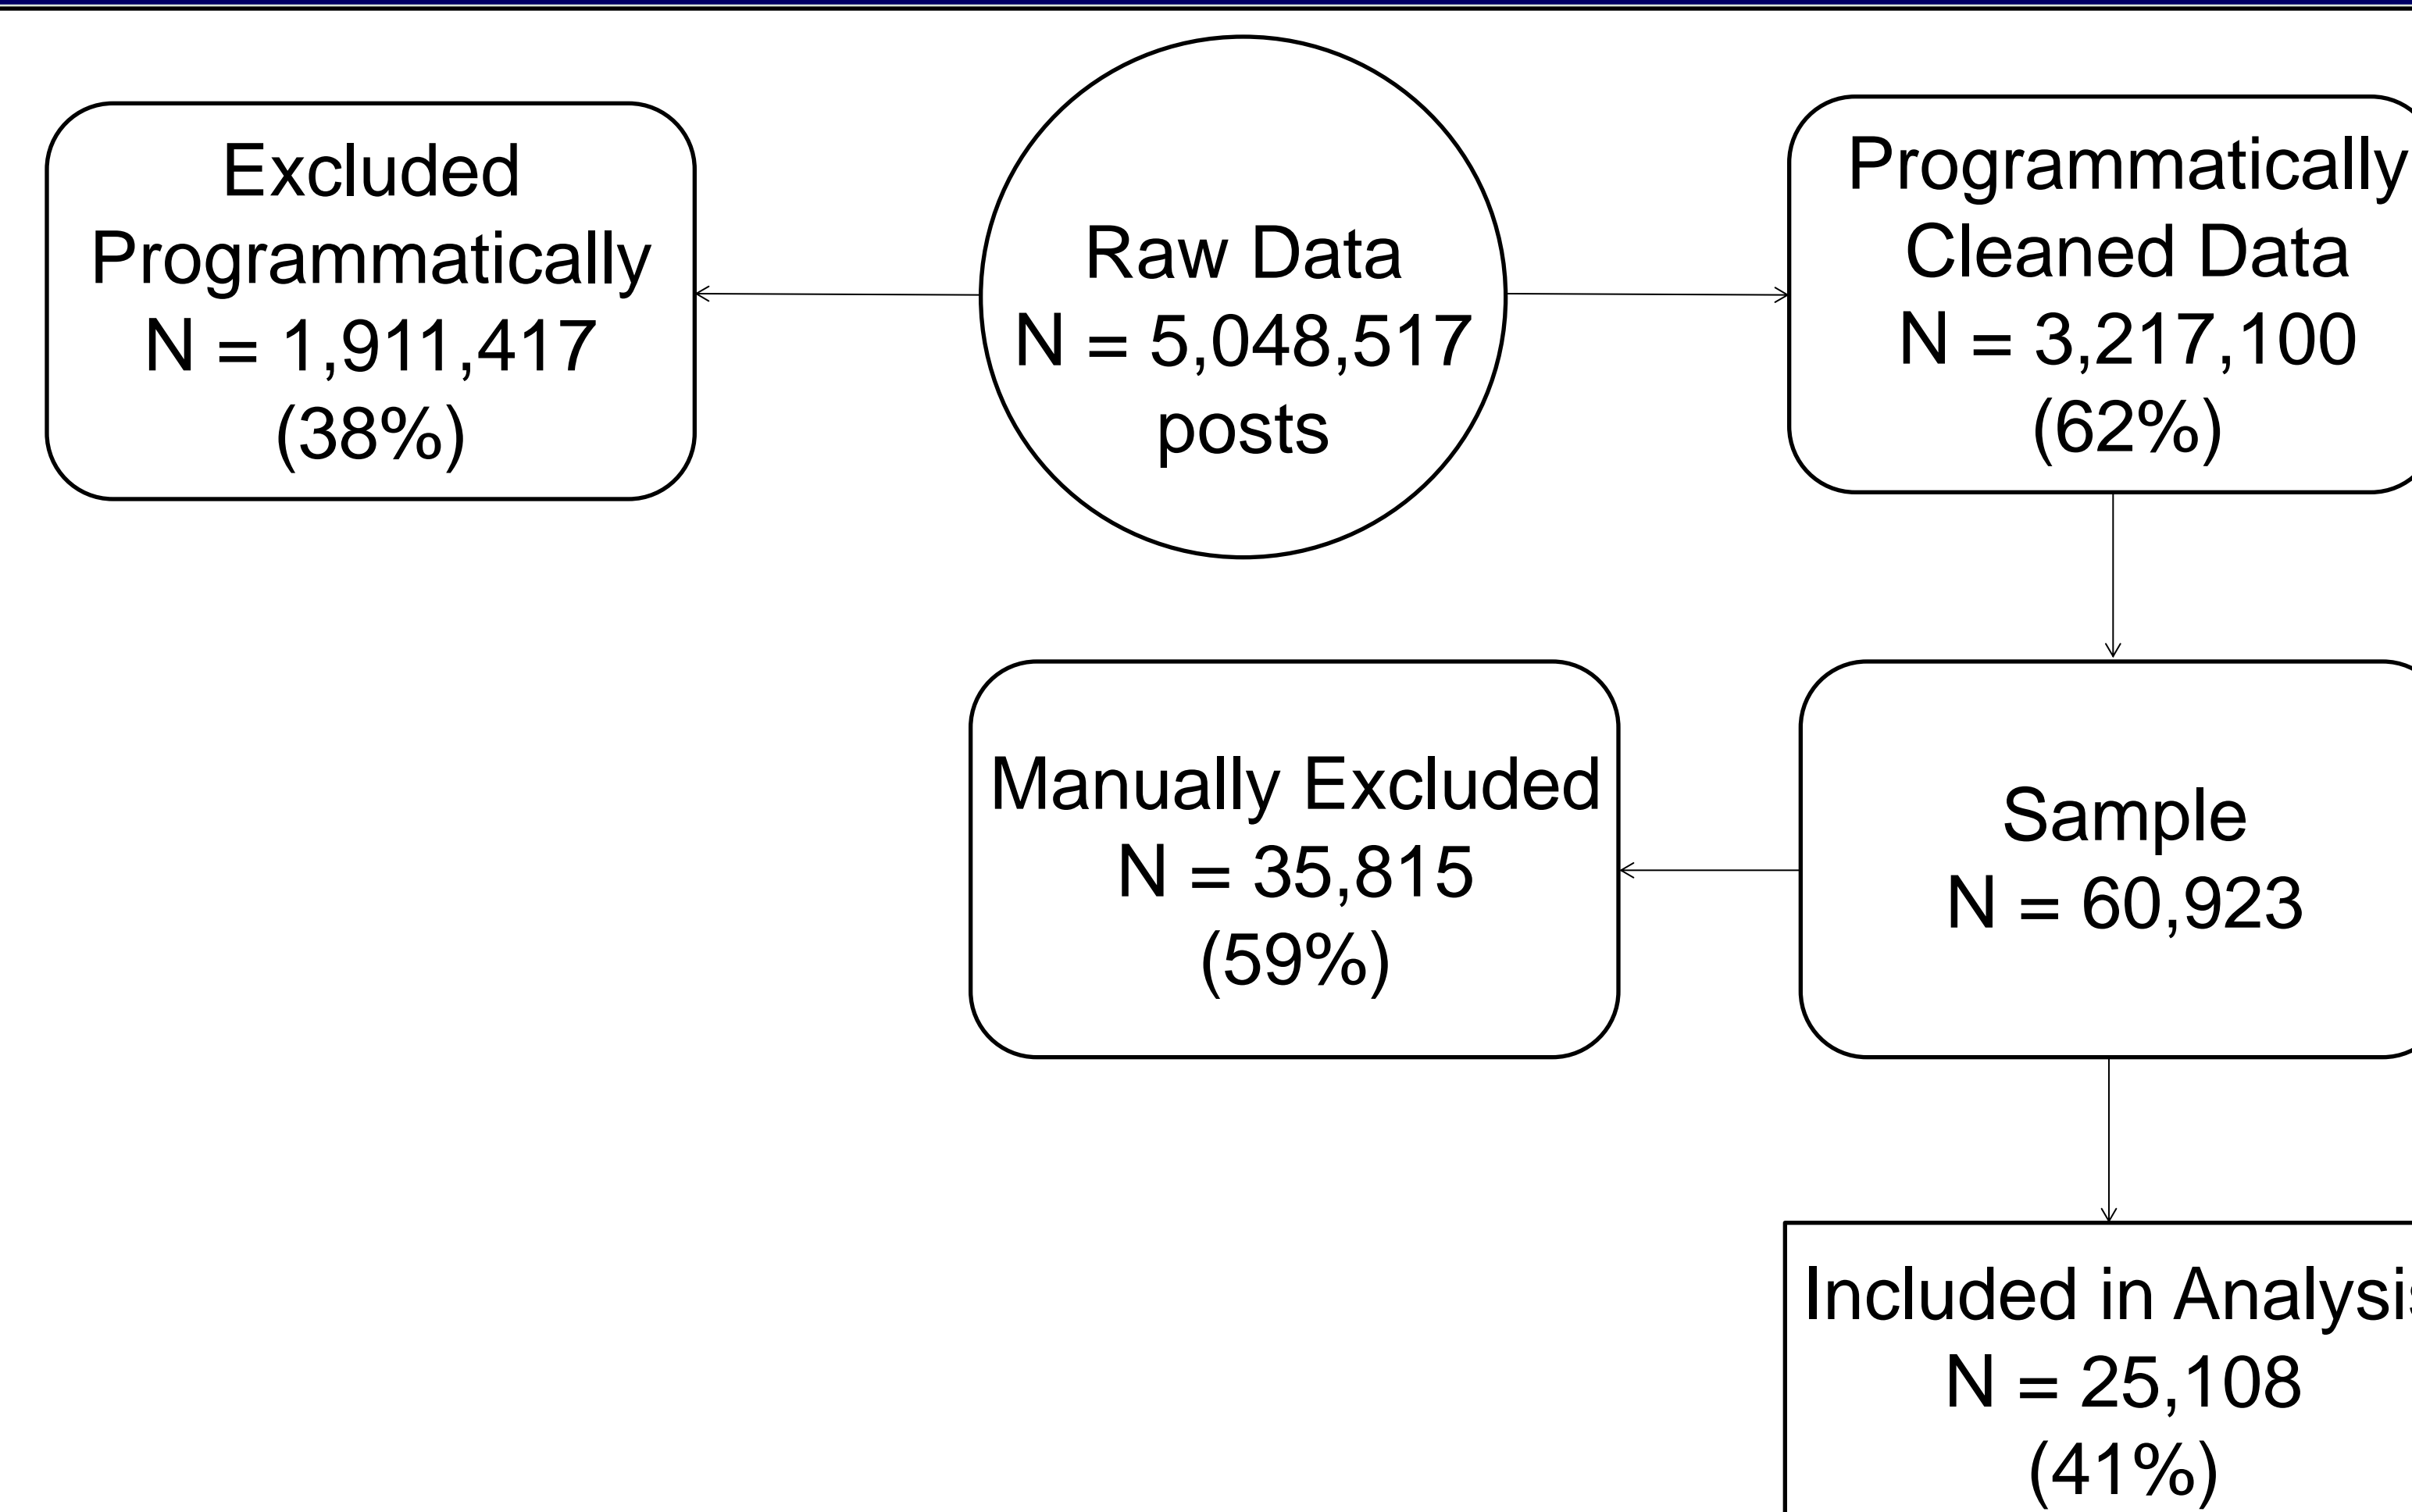 Excluded
Programmatically
N = 1,911,417
(38%)
Raw Data
N = 5,048,517
posts
Programmatically
Cleaned Data
N = 3,217,100
(62%)
Manually Excluded
N = 35,815
(59%)
Sample
N = 60,923
Included in Analysis
N = 25,108
(41%)